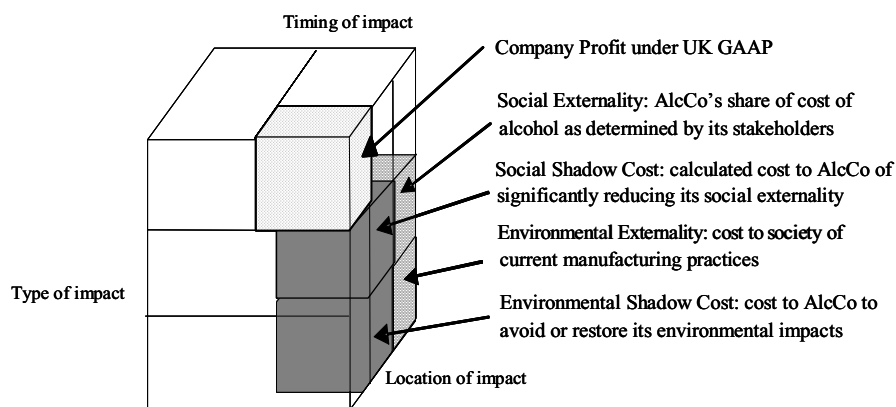 Timing of impact
Company Profit under UK GAAP
Social Externality: AlcCo's share of cost of
alcohol as determined by its stakeholders
Social Shadow Cost: calculated cost to AlcCo of
significantly reducing its social externality
Environmental Externality: cost to society of
current manufacturing practices
Type of impact
Environmental Shadow Cost: cost to AlcCo to
avoid or restore its environmental impacts
Location of impact